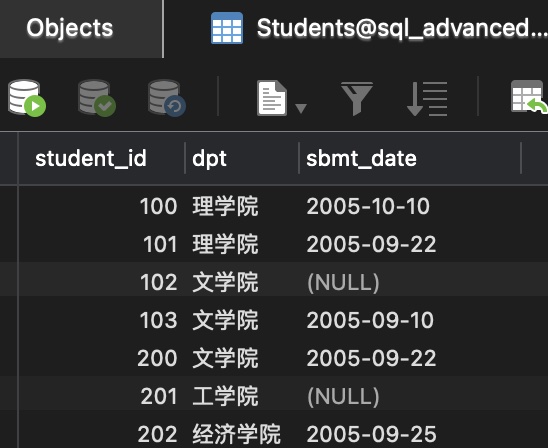 Objects Students@sql_advanced...
student_id dpt sbmt_date
100 理学院 2005-10-10
101 理学院 2005-09-22
102 文学院 (NULL)
103 文学院 2005-09-10
200 文学院 2005-09-22
201 工学院 (NULL)
202 经济学院 2005-09-25